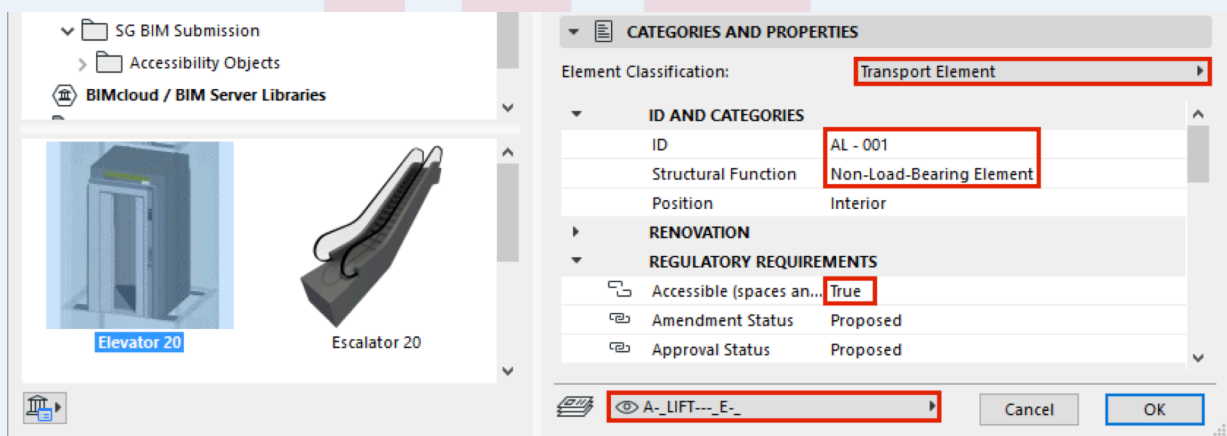 SG BIM Submission
Accessibility Objects
BIMcloud / BIM Server Libraries
Elevator 20
Escalator 20
CATEGORIES AND PROPERTIES
Element Classification: Transport Element
ID AND CATEGORIES
ID AL - 001
Structural Function Non-Load-Bearing Element
Position Interior
RENOVATION
REGULATORY REQUIREMENTS
Accessible (spaces an... True
Amendment Status Proposed
Approval Status Proposed
A-_LIFT---_E-_
Cancel OK